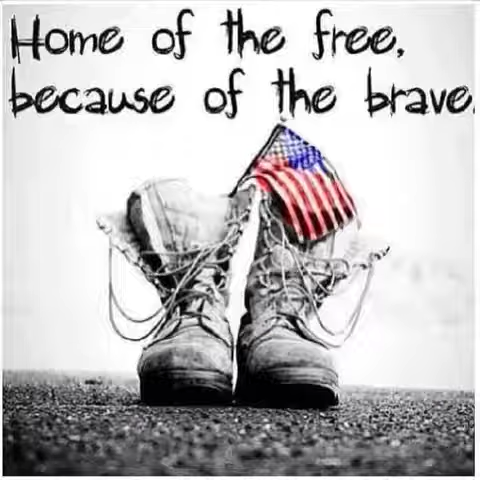 Home of the free,
because of the brave.